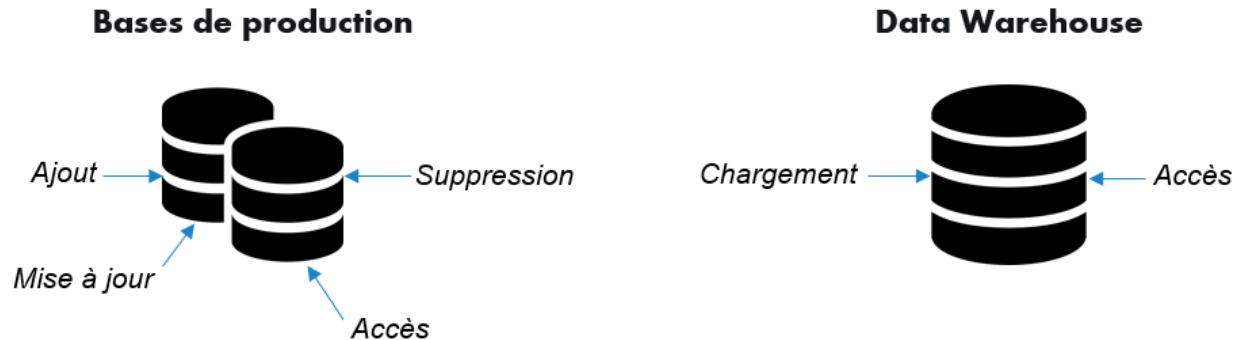 Bases de production
Data Warehouse
Ajout
Suppression
Mise à jour
Accès
Chargement
Accès